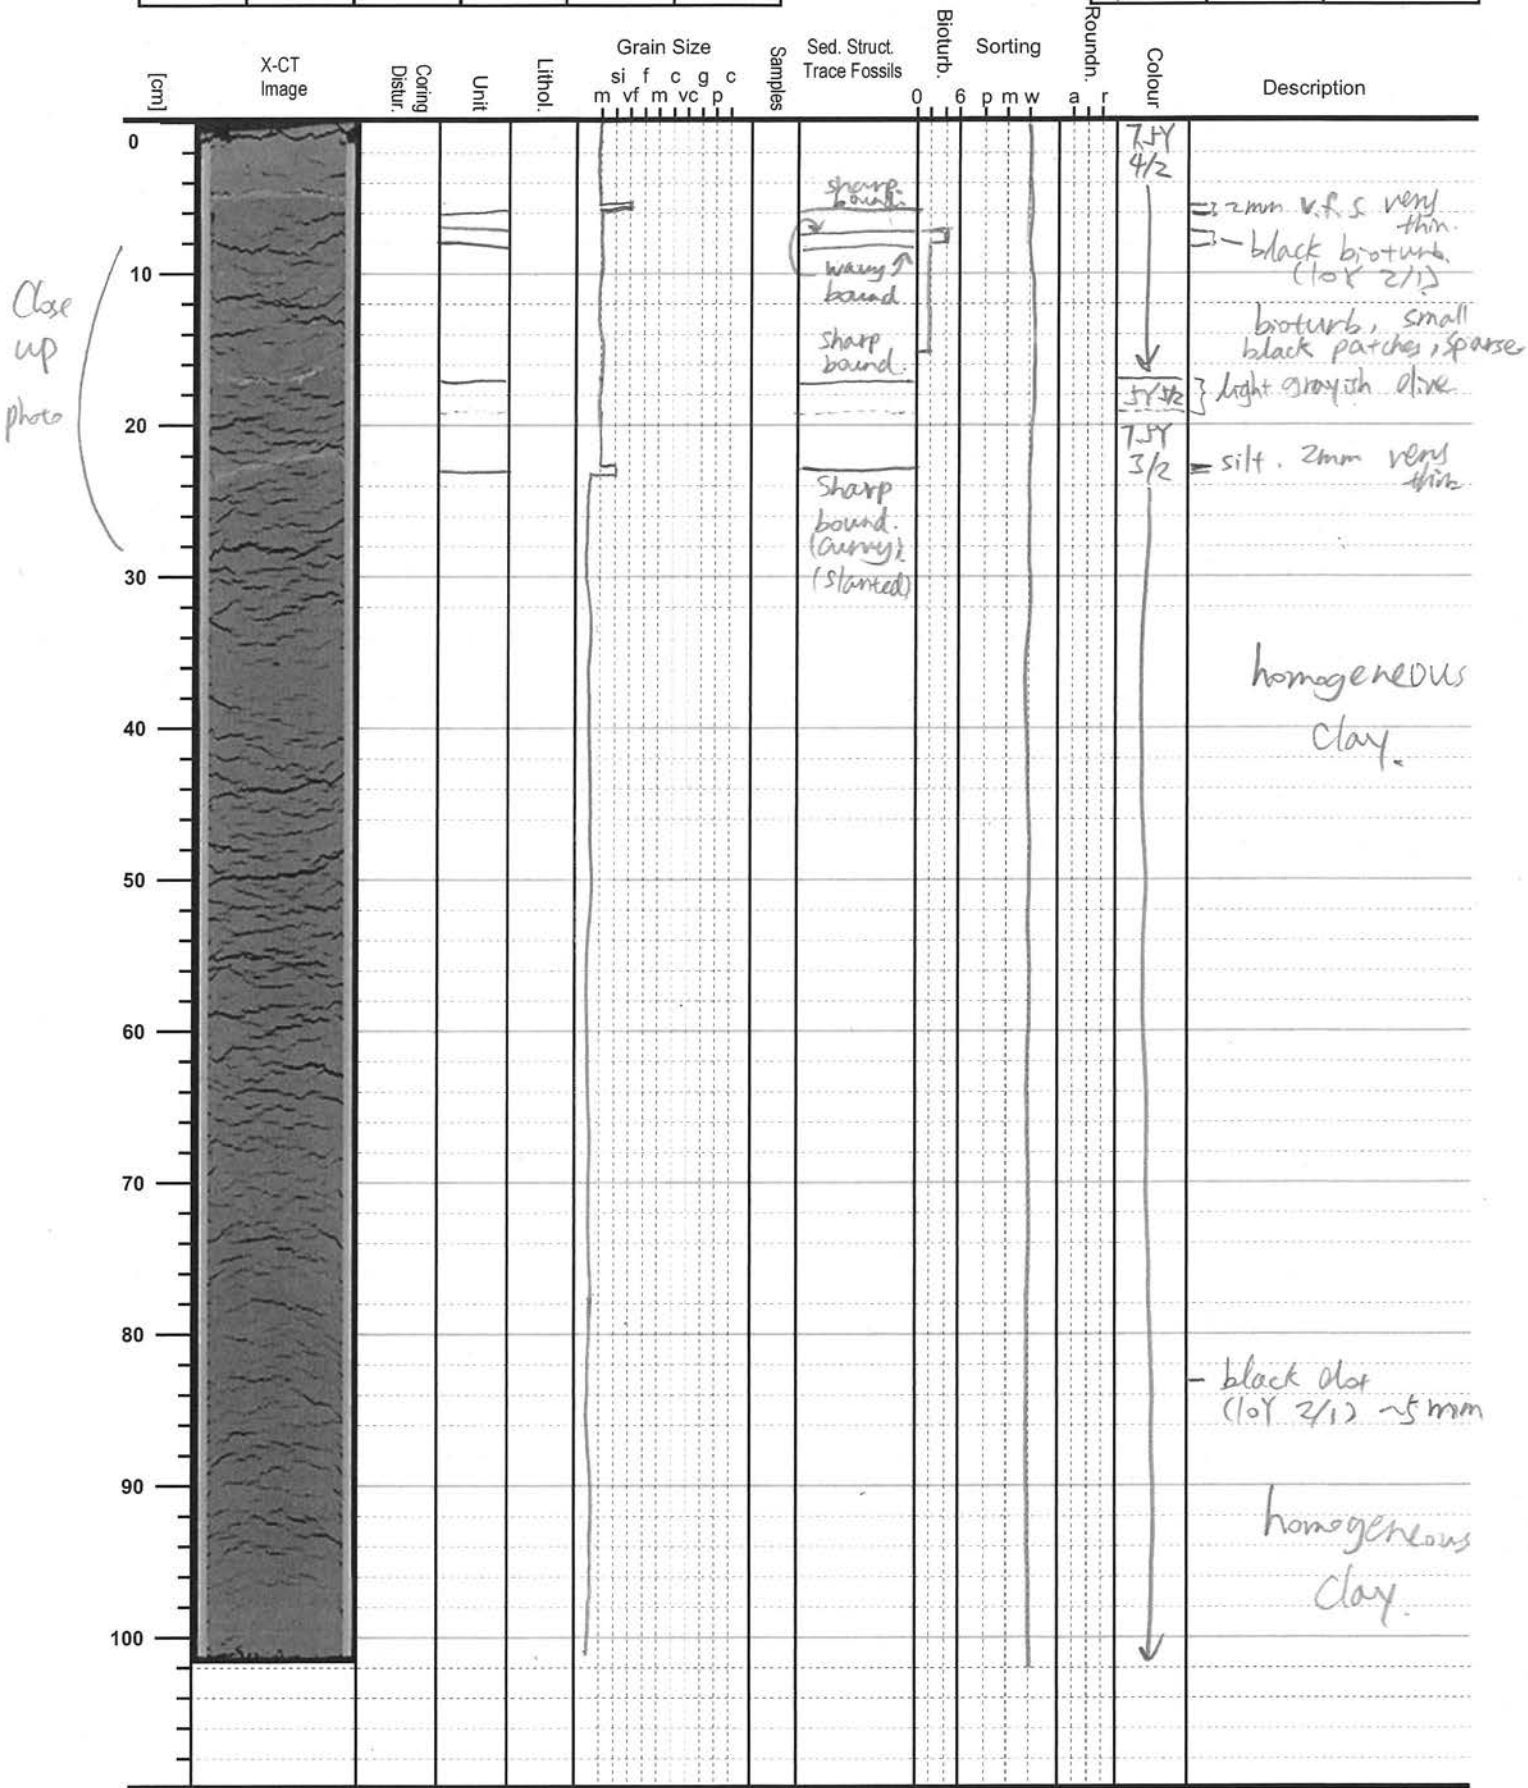 [cm]
X-CT
Image
Coring
Distur.
Unit
Lithol.
Grain Size
si f c g c
m vf m vc p
Samples
Sed. Struct.
Trace Fossils
Bioturb.
0 6
Sorting
p m w
Roundn.
a r
Colour
Description
0
10
20
30
40
50
60
70
80
90
100
Close
up
photo
sharp
bound.
wavy
bound
sharp
bound.
Sharp
bound.
(curvy)
(slanted)
7.5Y
4/2
5Y 5/2
7.5Y
3/2
2mm v.f.s very
thin.
black bioturb.
(10Y 2/1)
bioturb, small
black patches, sparse
light grayish olive
silt. 2mm very
thin
homogeneous
clay.
black dot
(10Y 2/1) ~5mm
homogeneous
clay.